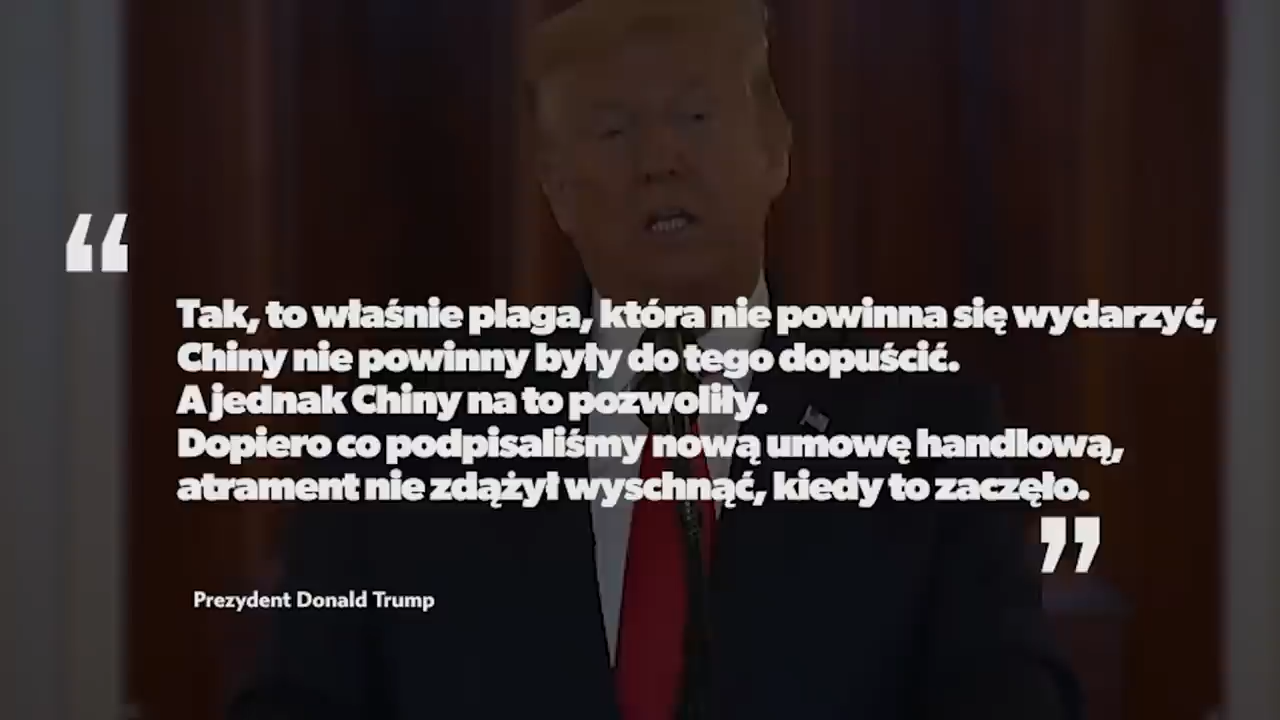 “
Tak, to właśnie plaga, która nie powinna się wydarzyć,
Chiny nie powinny były do tego dopuścić.
A jednak Chiny na to pozwoliły.
Dopiero co podpisaliśmy nową umowę handlową,
atrament nie zdążył wyschnąć, kiedy to zaczęło.
”
Prezydent Donald Trump